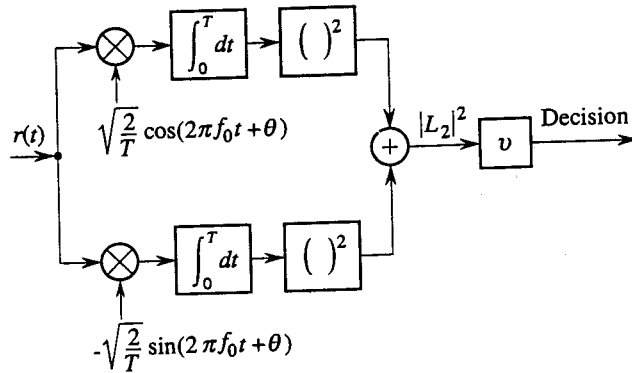 ∫₀ᵀ dt
( )²
√(2/T) cos(2πf₀t+θ)
r(t)
+
|L₂|²
υ
Decision
∫₀ᵀ dt
( )²
-√(2/T) sin(2πf₀t+θ)